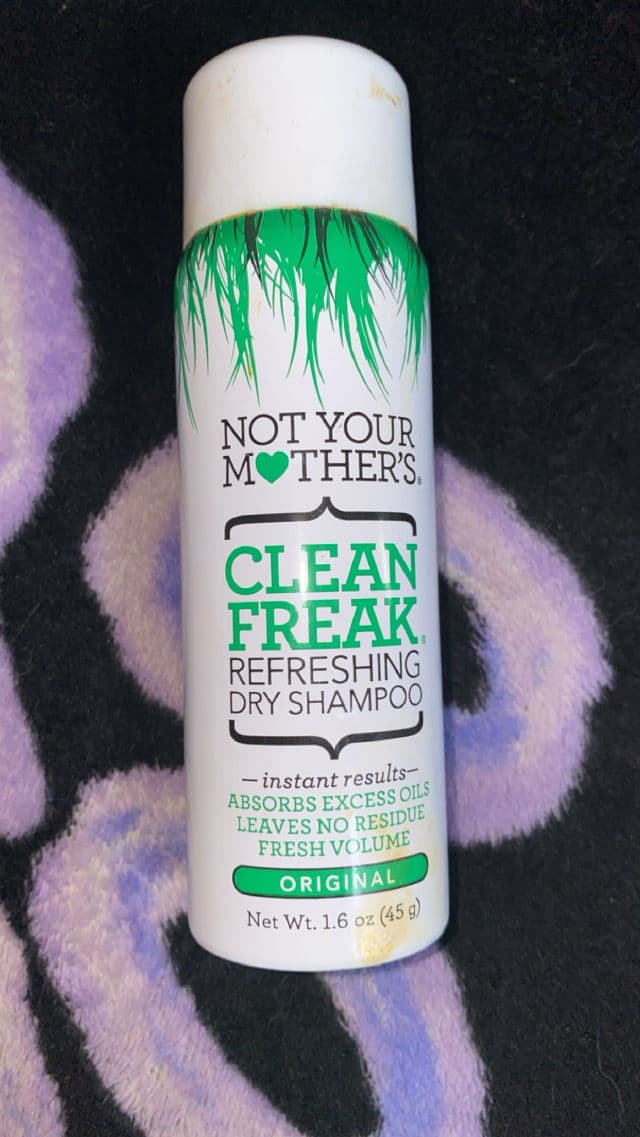 NOT YOUR
M💚THER'S®
CLEAN
FREAK®
REFRESHING
DRY SHAMPOO
—instant results—
ABSORBS EXCESS OILS
LEAVES NO RESIDUE
FRESH VOLUME
ORIGINAL
Net Wt. 1.6 oz (45 g)